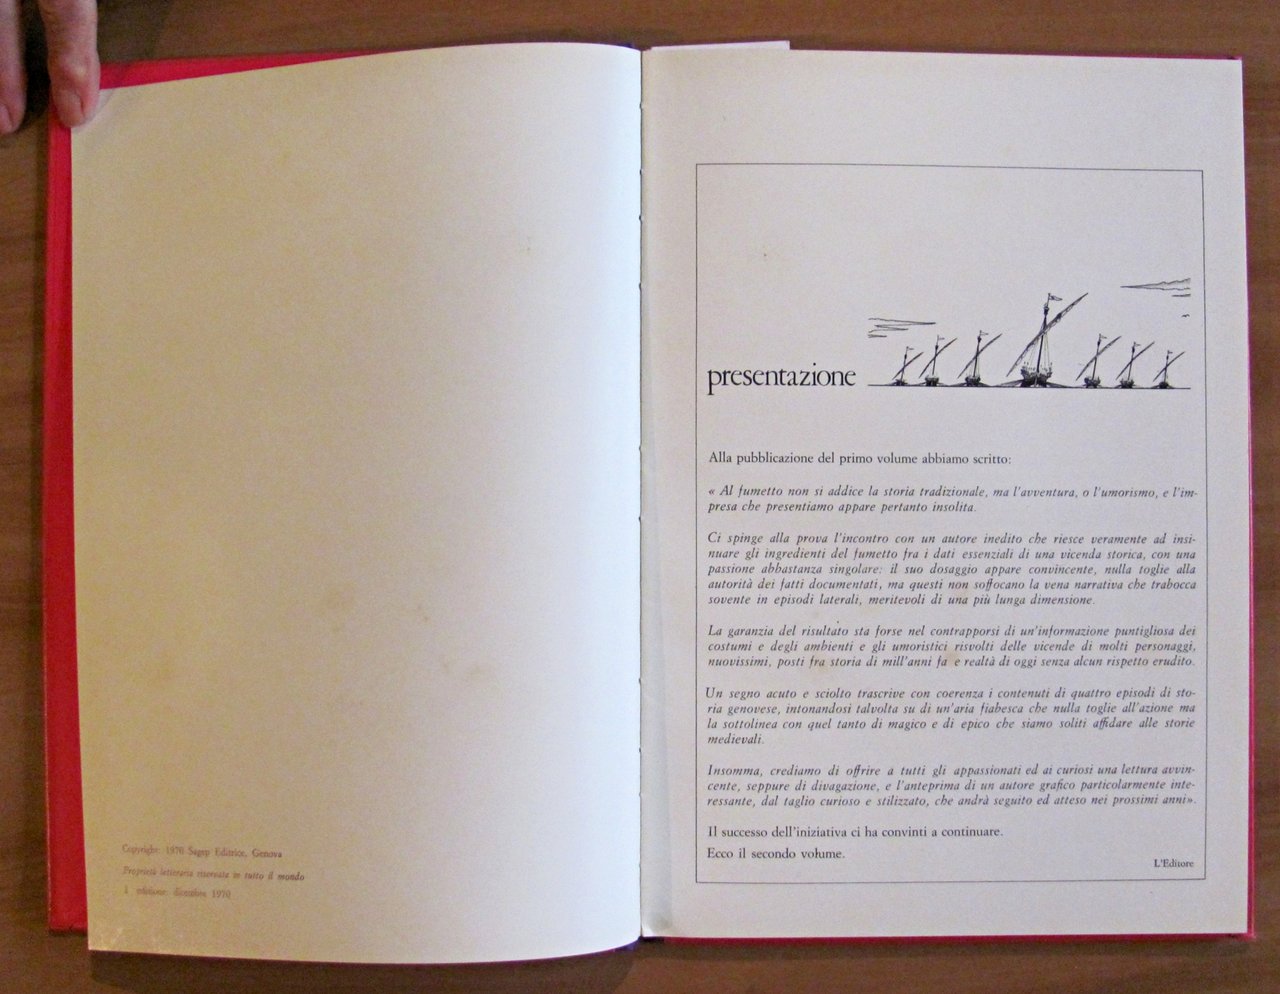 Copyright: 1970 Sagep Editrice, Genova
Proprietà letteraria riservata in tutto il mondo
1 edizione: dicembre 1970
presentazione
Alla pubblicazione del primo volume abbiamo scritto:
« Al fumetto non si addice la storia tradizionale, ma l'avventura, o l'umorismo, e l'im-
presa che presentiamo appare pertanto insolita.
Ci spinge alla prova l'incontro con un autore inedito che riesce veramente ad insi-
nuare gli ingredienti del fumetto fra i dati essenziali di una vicenda storica, con una
passione abbastanza singolare: il suo dosaggio appare convincente, nulla toglie alla
autorità dei fatti documentati, ma questi non soffocano la vena narrativa che trabocca
sovente in episodi laterali, meritevoli di una più lunga dimensione.
La garanzia del risultato sta forse nel contrapporsi di un'informazione puntigliosa dei
costumi e degli ambienti e gli umoristici risvolti delle vicende di molti personaggi,
nuovissimi, posti fra storia di mill'anni fa e realtà di oggi senza alcun rispetto erudito.
Un segno acuto e sciolto trascrive con coerenza i contenuti di quattro episodi di sto-
ria genovese, intonandosi talvolta su di un'aria fiabesca che nulla toglie all'azione ma
la sottolinea con quel tanto di magico e di epico che siamo soliti affidare alle storie
medievali.
Insomma, crediamo di offrire a tutti gli appassionati ed ai curiosi una lettura avvin-
cente, seppure di divagazione, e l'anteprima di un autore grafico particolarmente inte-
ressante, dal taglio curioso e stilizzato, che andrà seguito ed atteso nei prossimi anni».
Il successo dell'iniziativa ci ha convinti a continuare.
Ecco il secondo volume.
L'Editore